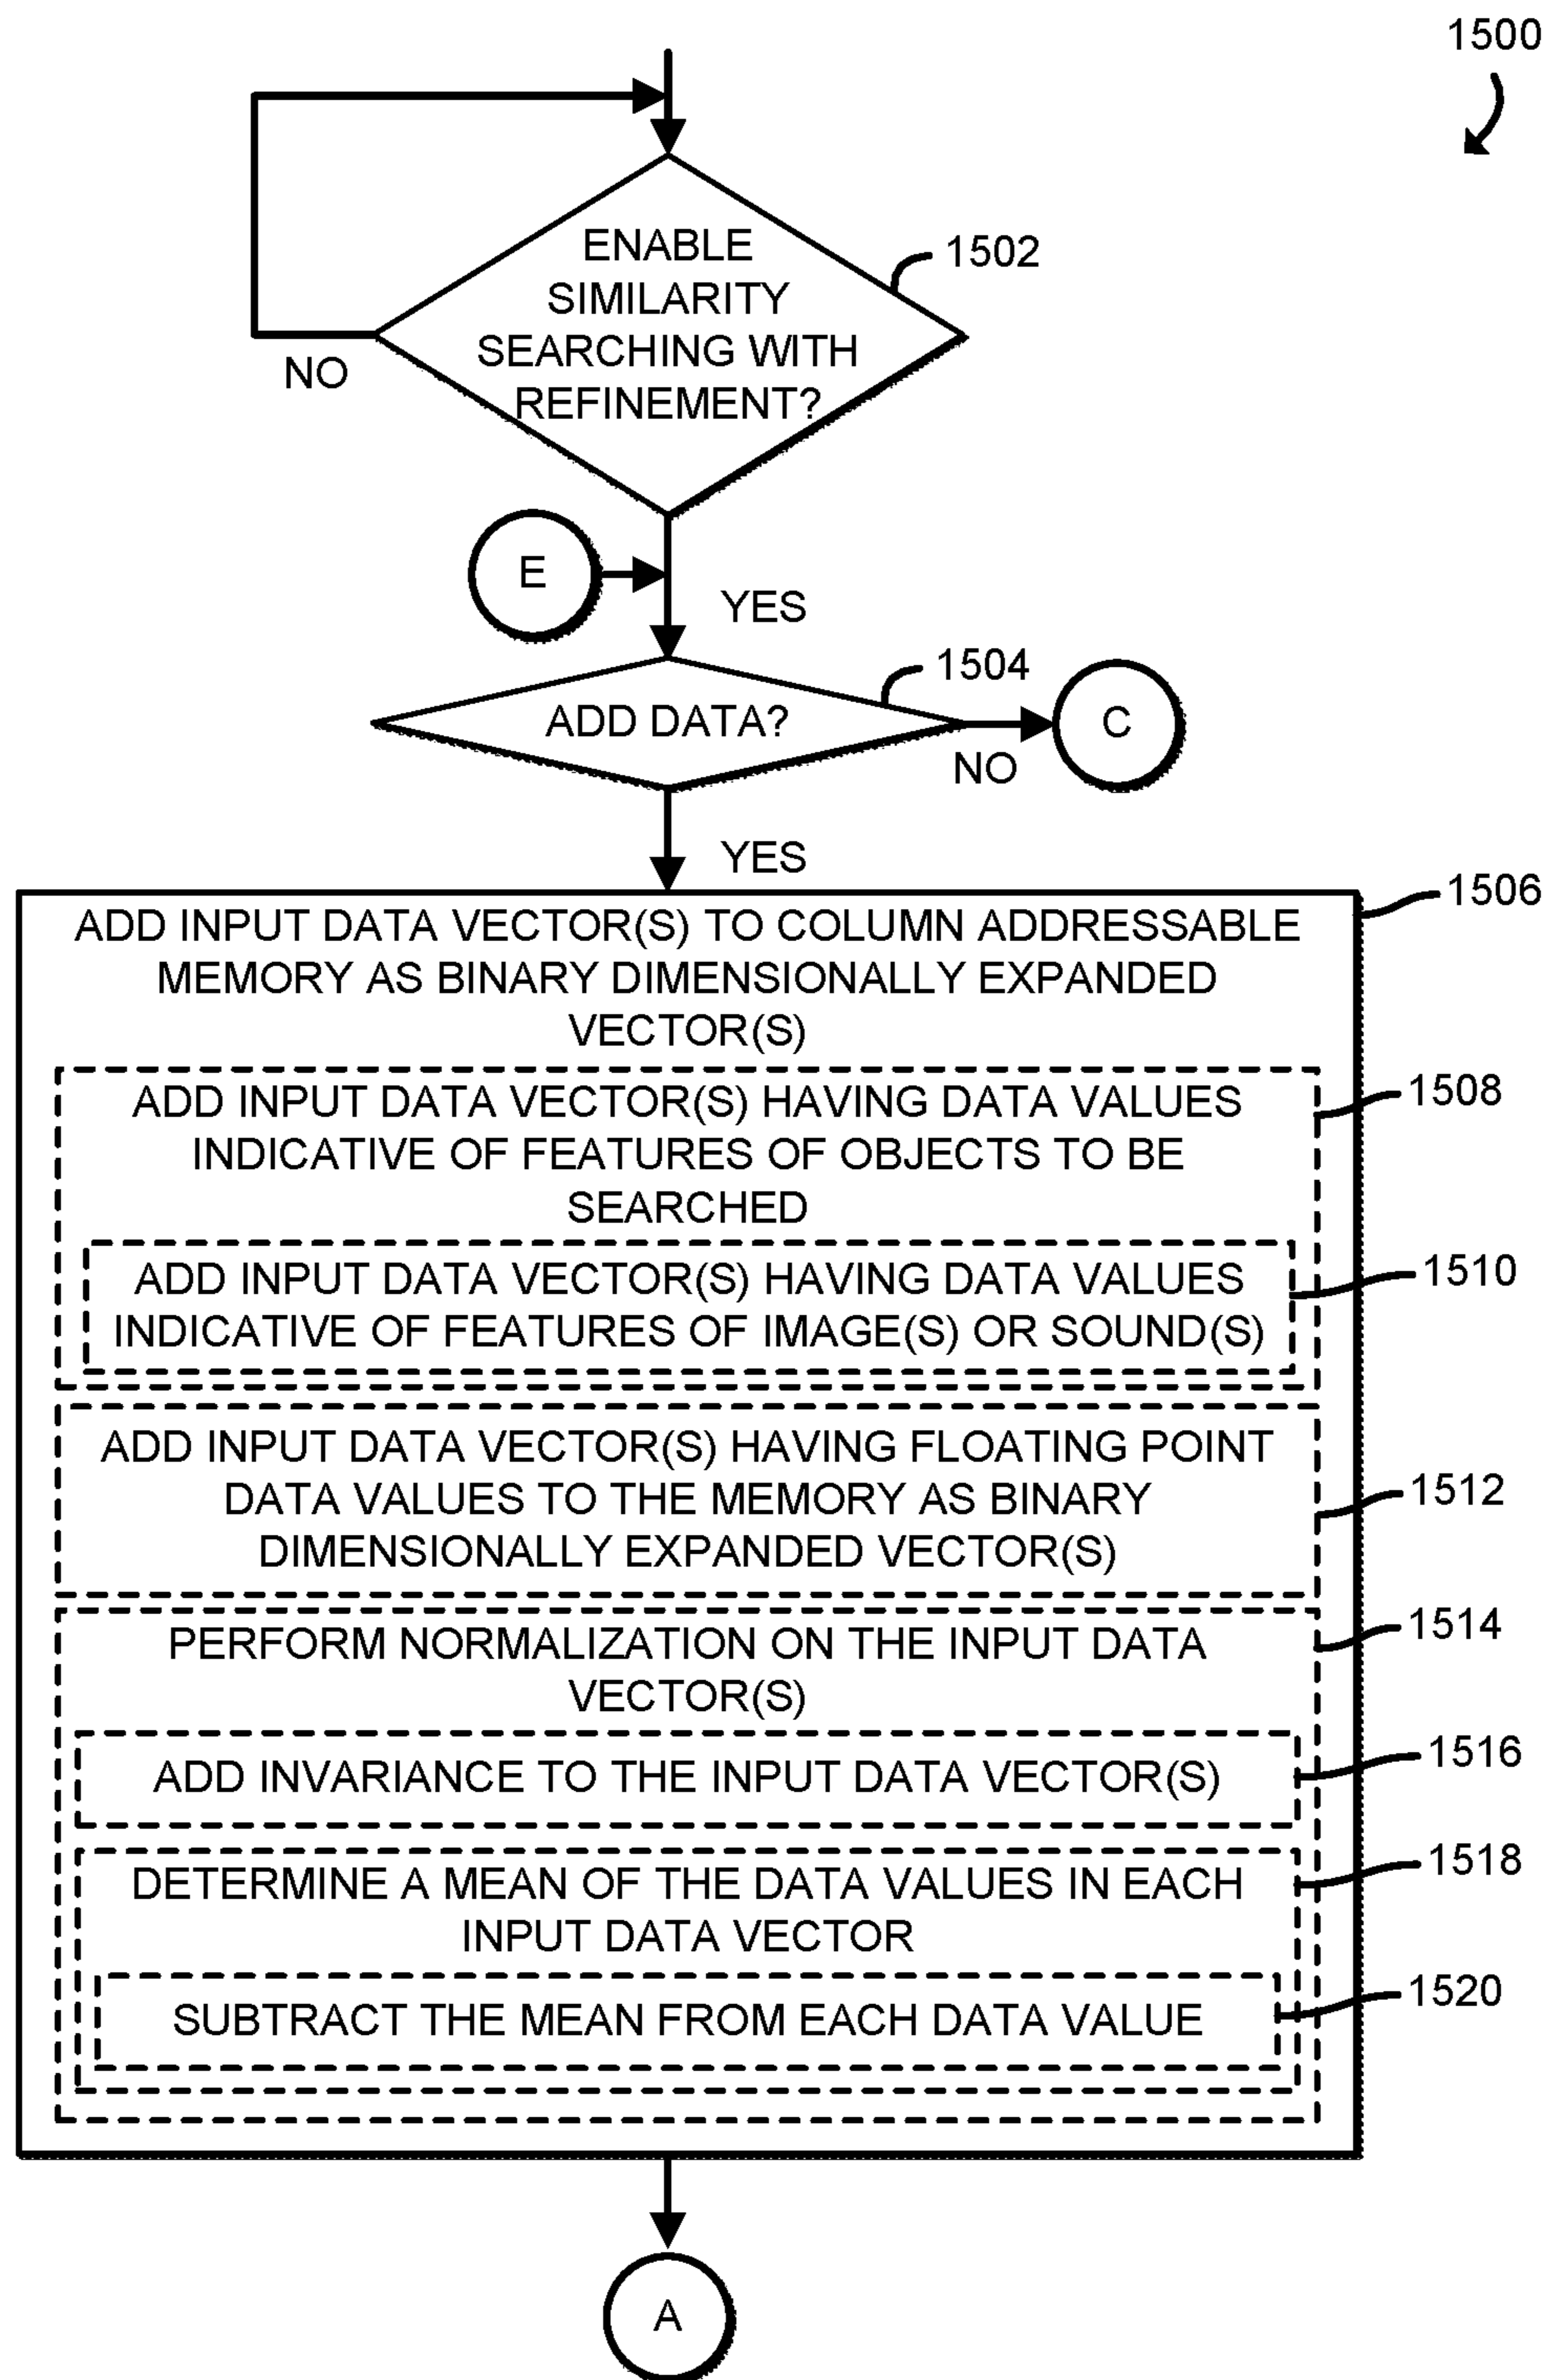 1500
ENABLE
SIMILARITY
SEARCHING WITH
REFINEMENT?
1502
NO
E
YES
1504
ADD DATA?
C
NO
YES
1506
ADD INPUT DATA VECTOR(S) TO COLUMN ADDRESSABLE
MEMORY AS BINARY DIMENSIONALLY EXPANDED
VECTOR(S)
1508
ADD INPUT DATA VECTOR(S) HAVING DATA VALUES
INDICATIVE OF FEATURES OF OBJECTS TO BE
SEARCHED
1510
ADD INPUT DATA VECTOR(S) HAVING DATA VALUES
INDICATIVE OF FEATURES OF IMAGE(S) OR SOUND(S)
ADD INPUT DATA VECTOR(S) HAVING FLOATING POINT
DATA VALUES TO THE MEMORY AS BINARY
DIMENSIONALLY EXPANDED VECTOR(S)
1512
1514
PERFORM NORMALIZATION ON THE INPUT DATA
VECTOR(S)
1516
ADD INVARIANCE TO THE INPUT DATA VECTOR(S)
1518
DETERMINE A MEAN OF THE DATA VALUES IN EACH
INPUT DATA VECTOR
1520
SUBTRACT THE MEAN FROM EACH DATA VALUE
A